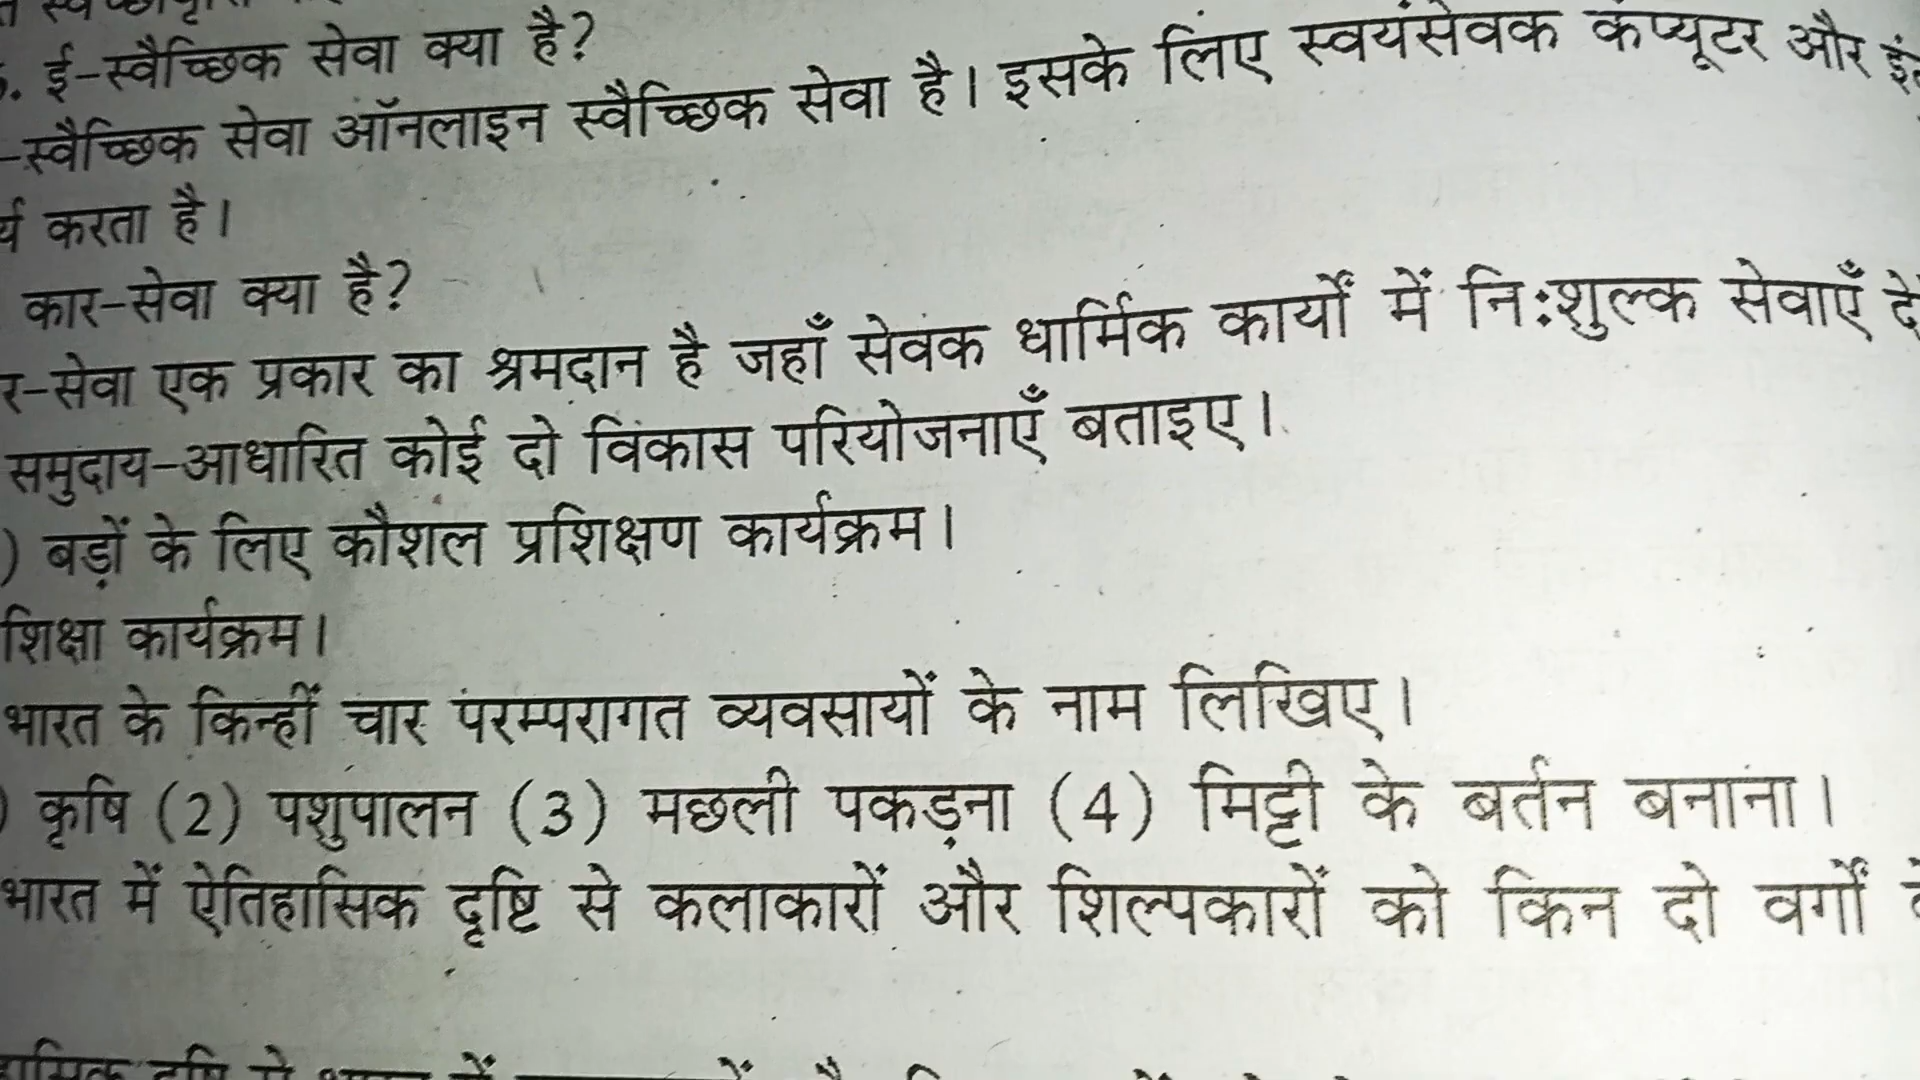 ई-स्वैच्छिक सेवा क्या है?
-स्वैच्छिक सेवा ऑनलाइन स्वैच्छिक सेवा है। इसके लिए स्वयंसेवक कंप्यूटर और
करता है।
कार-सेवा क्या है?
र-सेवा एक प्रकार का श्रमदान है जहाँ सेवक धार्मिक कार्यों में नि:शुल्क सेवाएँ
समुदाय-आधारित कोई दो विकास परियोजनाएँ बताइए।
) बड़ों के लिए कौशल प्रशिक्षण कार्यक्रम।
शिक्षा कार्यक्रम।
भारत के किन्हीं चार परम्परागत व्यवसायों के नाम लिखिए।
) कृषि (2) पशुपालन (3) मछली पकड़ना (4) मिट्टी के बर्तन बनाना।
भारत में ऐतिहासिक दृष्टि से कलाकारों और शिल्पकारों को किन दो वर्गों